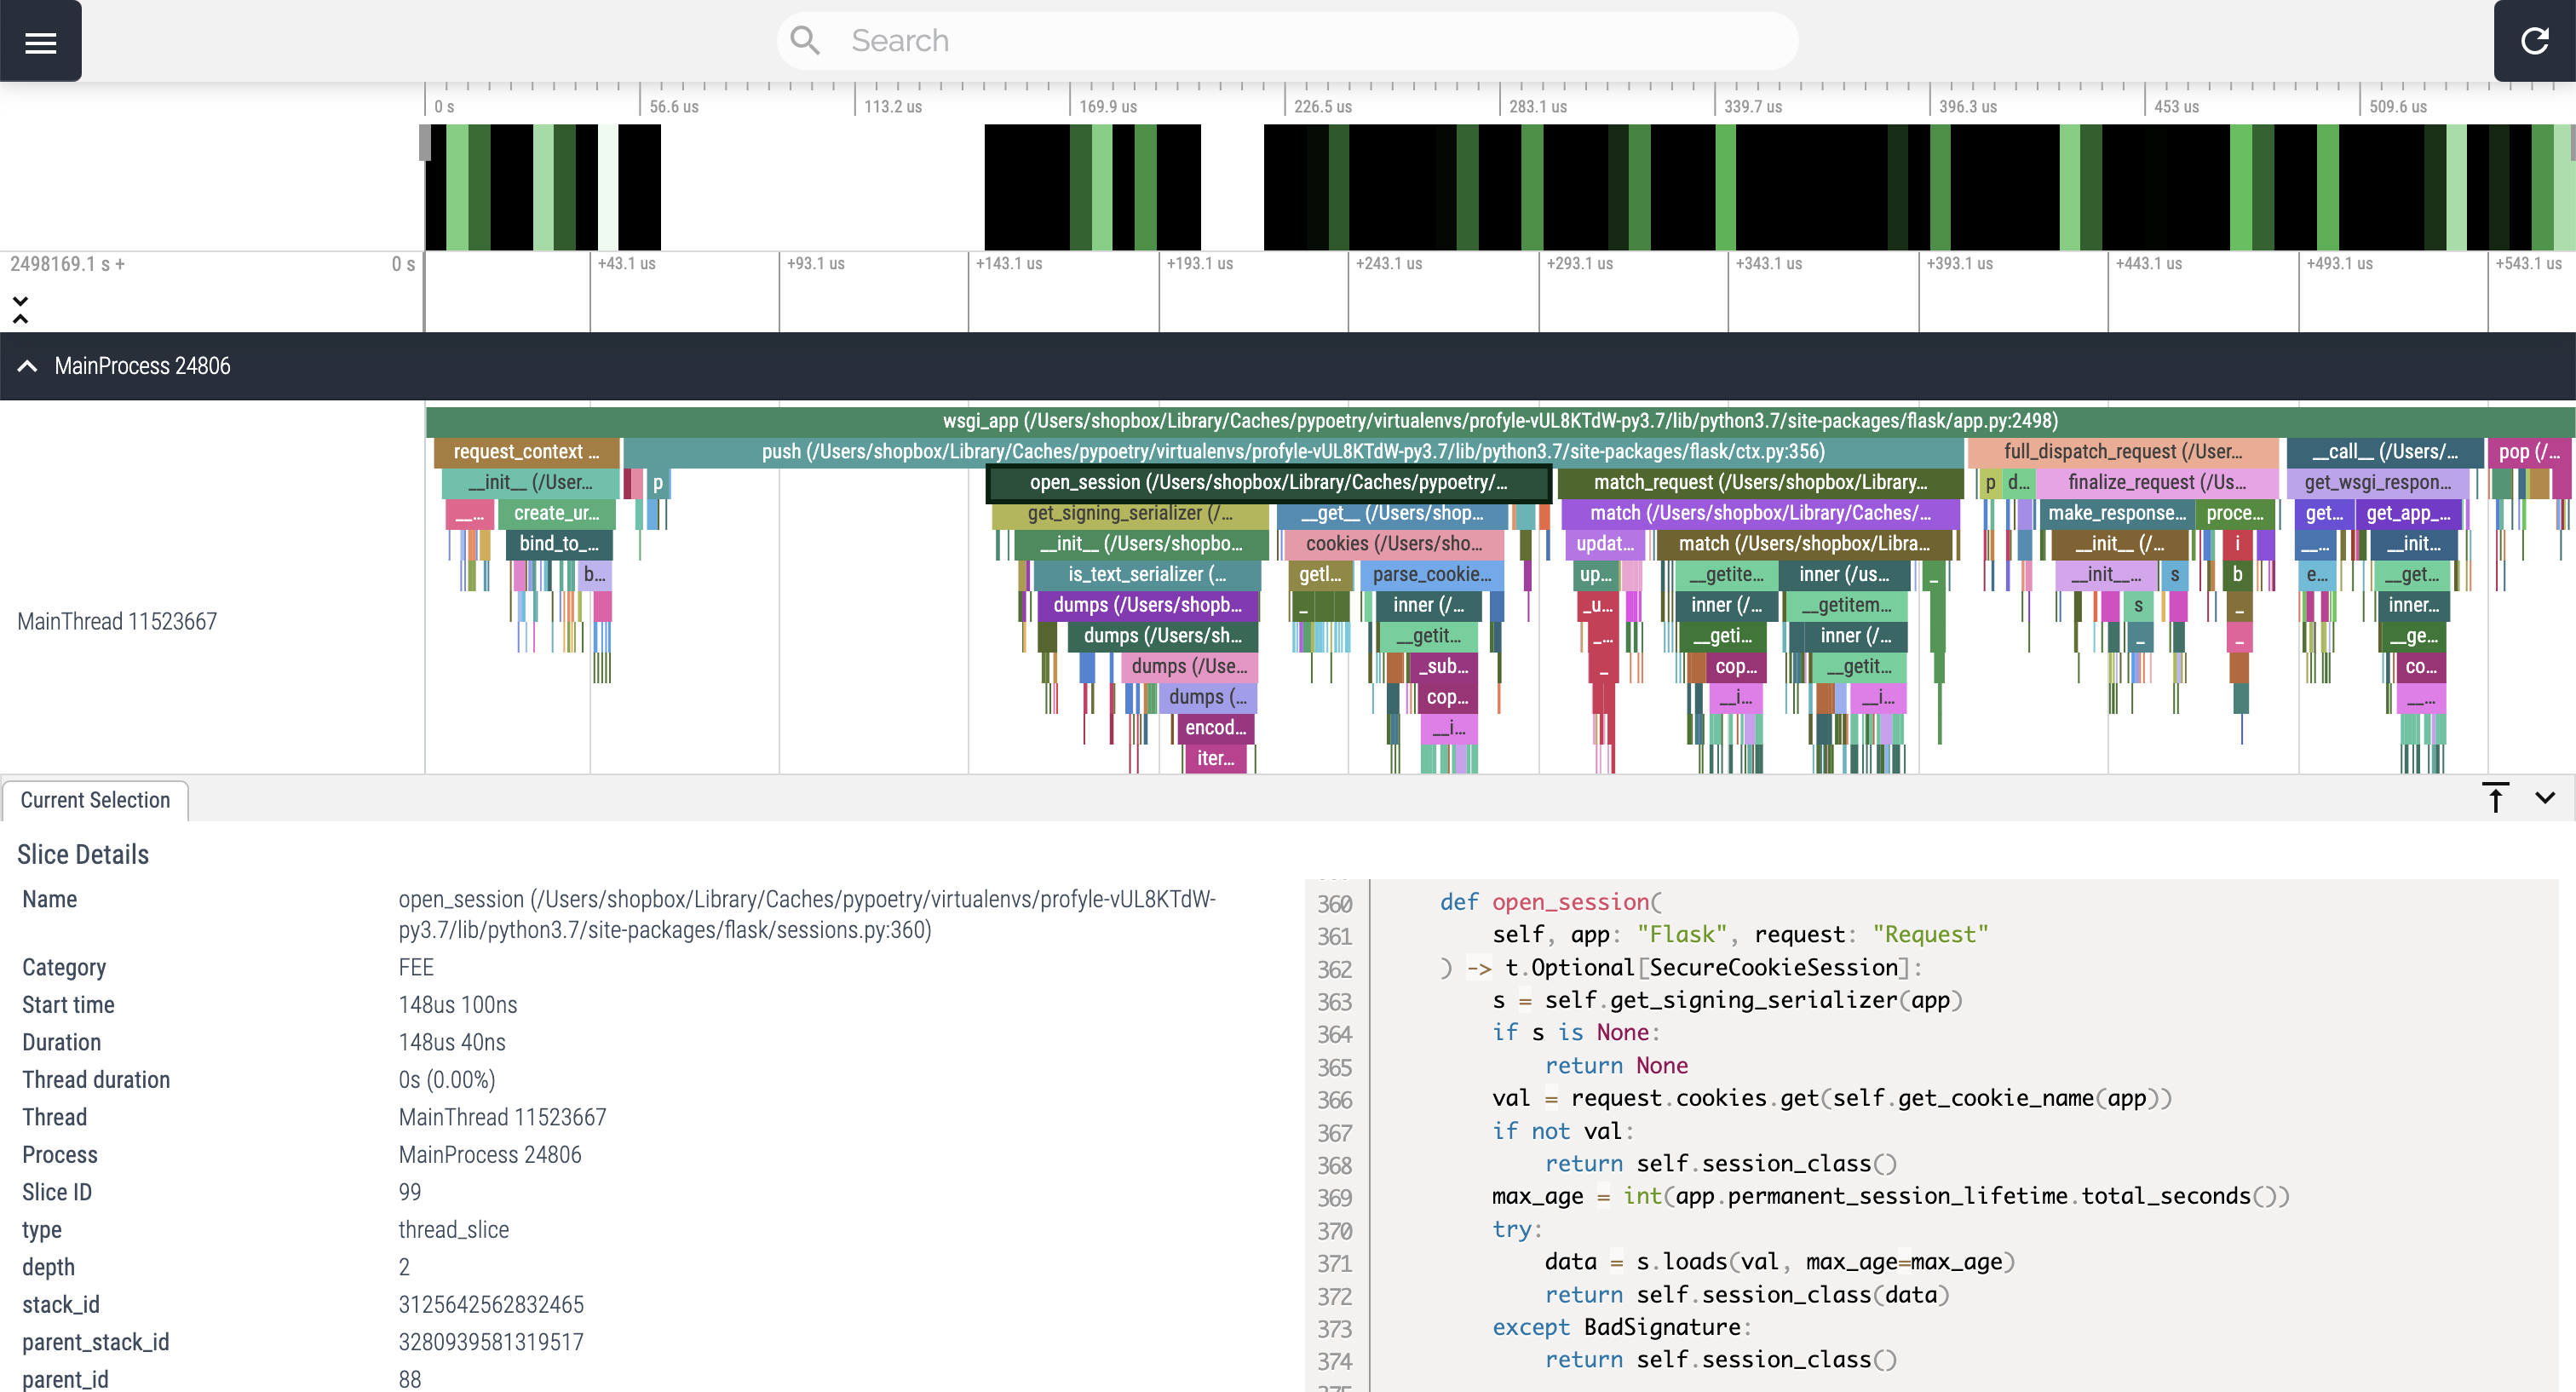 Search
0 s
56.6 us
113.2 us
169.9 us
226.5 us
283.1 us
339.7 us
396.3 us
453 us
509.6 us
2498169.1 s +
0 s
+43.1 us
+93.1 us
+143.1 us
+193.1 us
+243.1 us
+293.1 us
+343.1 us
+393.1 us
+443.1 us
+493.1 us
+543.1 us
MainProcess 24806
MainThread 11523667
wsgi_app (/Users/shopbox/Library/Caches/pypoetry/virtualenvs/profyle-vUL8KTdW-py3.7/lib/python3.7/site-packages/flask/app.py:2498)
request_context ... push (/Users/shopbox/Library/Caches/pypoetry/virtualenvs/profyle-vUL8KTdW-py3.7/lib/python3.7/site-packages/flask/ctx.py:356) full_dispatch_request (/User... __call__ (/Users/... pop (/...
__init__ (/User... p open_session (/Users/shopbox/Library/Caches/pypoetry/... match_request (/Users/shopbox/Library... p d... finalize_request (/Us... get_wsgi_respon...
__... create_ur... get_signing_serializer (/... __get__ (/Users/shop... match (/Users/shopbox/Library/Caches/... make_response... proce... get... get_app_...
bind_to_... __init__ (/Users/shopbo... cookies (/Users/sho... updat... match (/Users/shopbox/Libra... __init__ (/... i __... __init...
b... is_text_serializer (... getl... parse_cookie... up... __getite... inner (/us... _ __init__... s b e... __get...
dumps (/Users/shopb... _ inner (/... _u... inner (/... __getitem... s _ inner...
dumps (/Users/sh... __getit... _... __geti... inner (/... _ _ __ge...
dumps (/Use... _sub... _ cop... __getit... co...
dumps (... cop... __i... __i... __...
encod... __i...
iter...
Current Selection
Slice Details
Name open_session (/Users/shopbox/Library/Caches/pypoetry/virtualenvs/profyle-vUL8KTdW-
py3.7/lib/python3.7/site-packages/flask/sessions.py:360)
Category FEE
Start time 148us 100ns
Duration 148us 40ns
Thread duration 0s (0.00%)
Thread MainThread 11523667
Process MainProcess 24806
Slice ID 99
type thread_slice
depth 2
stack_id 3125642562832465
parent_stack_id 3280939581319517
parent_id 88
360 def open_session(
361 self, app: "Flask", request: "Request"
362 ) -> t.Optional[SecureCookieSession]:
363 s = self.get_signing_serializer(app)
364 if s is None:
365 return None
366 val = request.cookies.get(self.get_cookie_name(app))
367 if not val:
368 return self.session_class()
369 max_age = int(app.permanent_session_lifetime.total_seconds())
370 try:
371 data = s.loads(val, max_age=max_age)
372 return self.session_class(data)
373 except BadSignature:
374 return self.session_class()